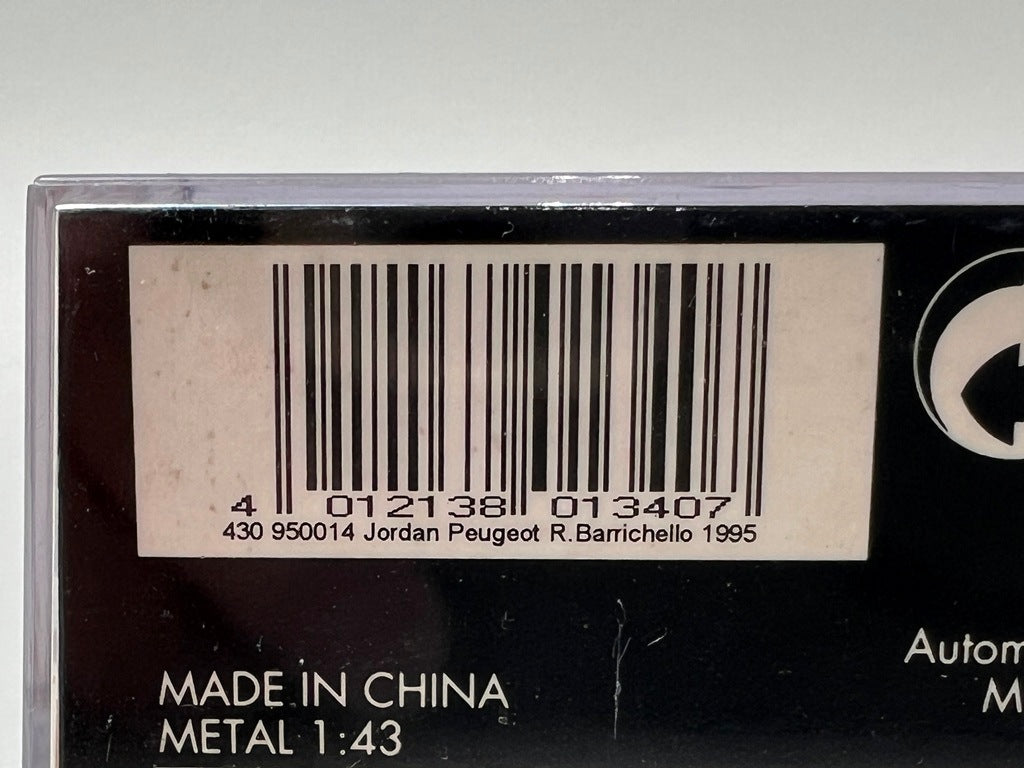 4 012138 013407
430 950014 Jordan Peugeot R.Barrichello 1995
MADE IN CHINA
METAL 1:43